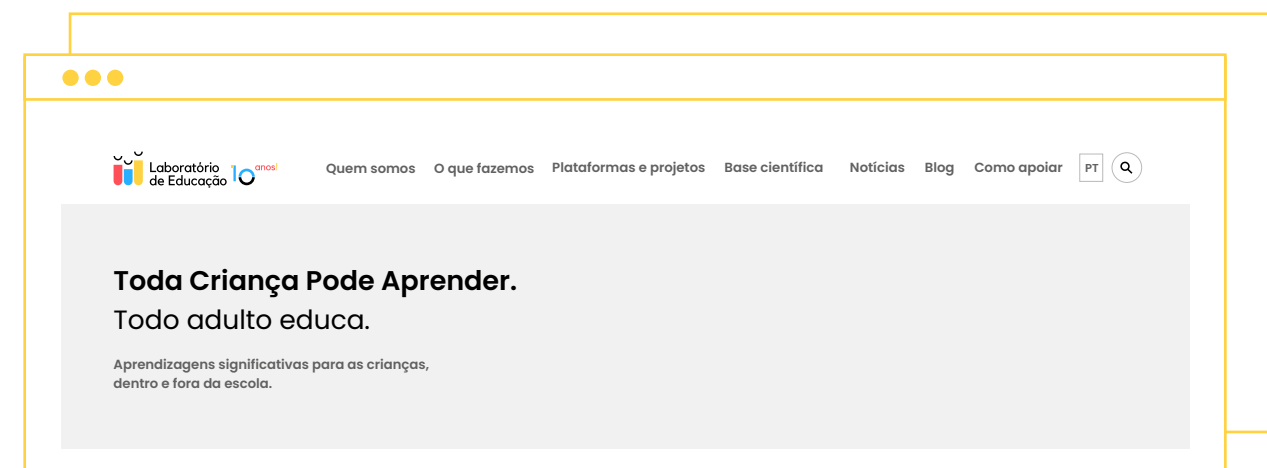 Laboratório
de Educação
10 anos!
Quem somos O que fazemos Plataformas e projetos Base científica Notícias Blog Como apoiar PT
Toda Criança Pode Aprender.
Todo adulto educa.
Aprendizagens significativas para as crianças,
dentro e fora da escola.